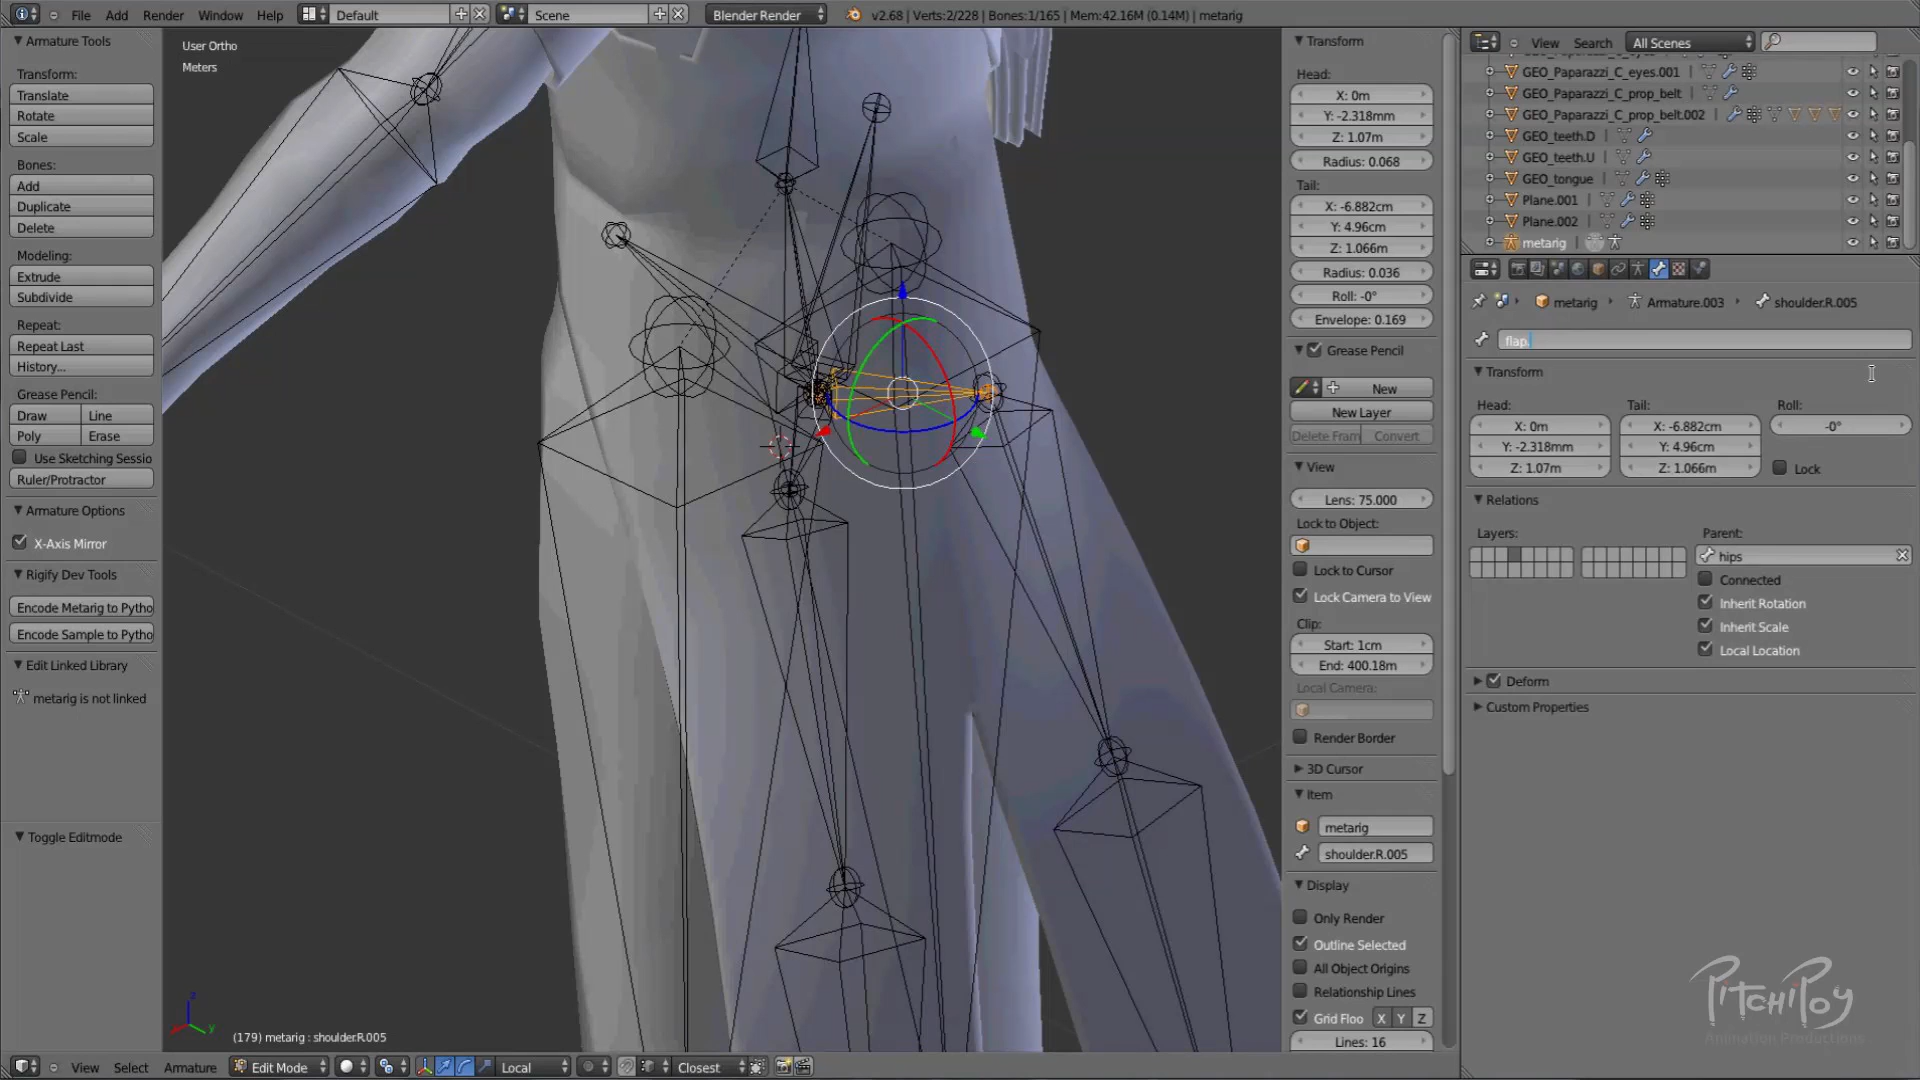 File Add Render Window Help Default Scene Blender Render v2.68 | Verts:2/228 | Bones:1/165 | Mem:42.16M (0.14M) | metarig
Armature Tools
Transform:
Translate
Rotate
Scale
Bones:
Add
Duplicate
Delete
Modeling:
Extrude
Subdivide
Repeat:
Repeat Last
History...
Grease Pencil:
Draw Line
Poly Erase
Use Sketching Sessio
Ruler/Protractor
Armature Options
X-Axis Mirror
Rigify Dev Tools
Encode Metarig to Pytho
Encode Sample to Pytho
Edit Linked Library
metarig is not linked
Toggle Editmode
User Ortho
Meters
(179) metarig : shoulder.R.005
View Select Armature Edit Mode Local Closest
Transform
Head:
X: 0m
Y: -2.318mm
Z: 1.07m
Radius: 0.068
Tail:
X: -6.882cm
Y: 4.96cm
Z: 1.066m
Radius: 0.036
Roll: -0°
Envelope: 0.169
Grease Pencil
New
New Layer
Delete Fram Convert
View
Lens: 75.000
Lock to Object:
Lock to Cursor
Lock Camera to View
Clip:
Start: 1cm
End: 400.18m
Local Camera:
Render Border
3D Cursor
Item
metarig
shoulder.R.005
Display
Only Render
Outline Selected
All Object Origins
Relationship Lines
Grid Floo X Y Z
Lines: 16
View Search All Scenes
GEO_Paparazzi_C_eyes.001
GEO_Paparazzi_C_prop_belt
GEO_Paparazzi_C_prop_belt.002
GEO_teeth.D
GEO_teeth.U
GEO_tongue
Plane.001
Plane.002
metarig
metarig Armature.003 shoulder.R.005
flap.
Transform
Head: Tail: Roll:
X: 0m X: -6.882cm -0°
Y: -2.318mm Y: 4.96cm
Z: 1.07m Z: 1.066m Lock
Relations
Layers: Parent:
hips
Connected
Inherit Rotation
Inherit Scale
Local Location
Deform
Custom Properties
PitchiPoy
Animation Productions
x y z